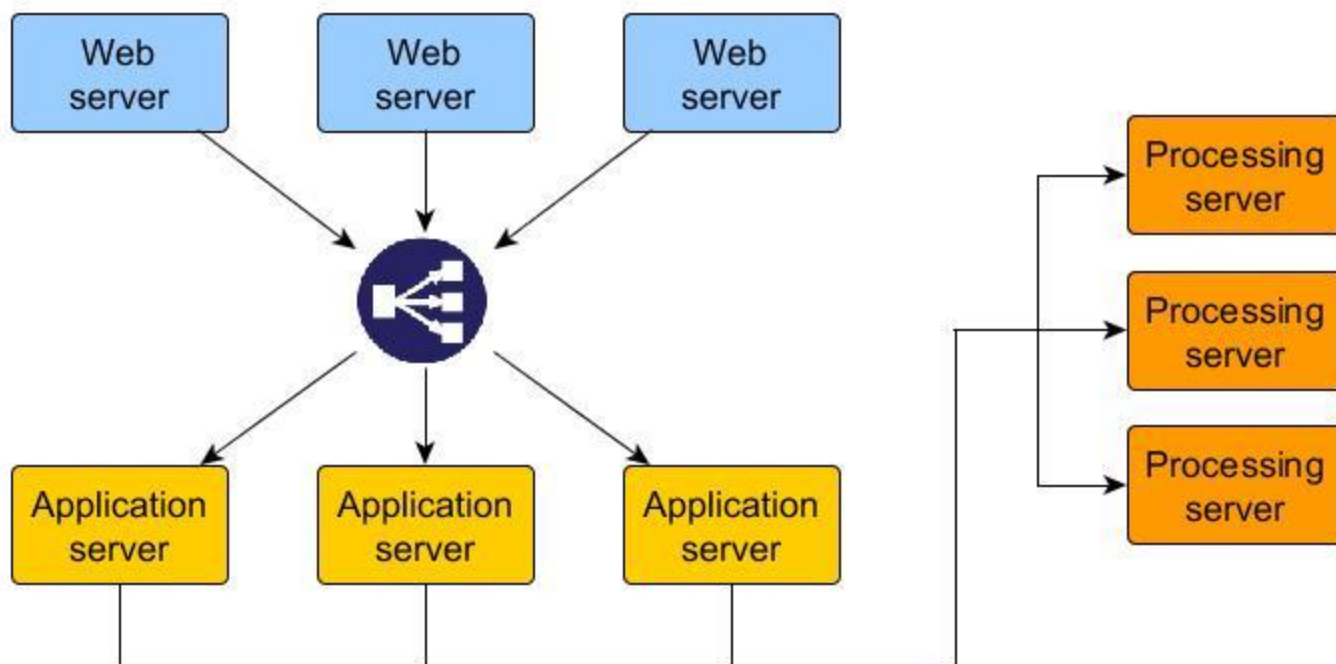 Web
server
Web
server
Web
server
Processing
server
Processing
server
Processing
server
Application
server
Application
server
Application
server